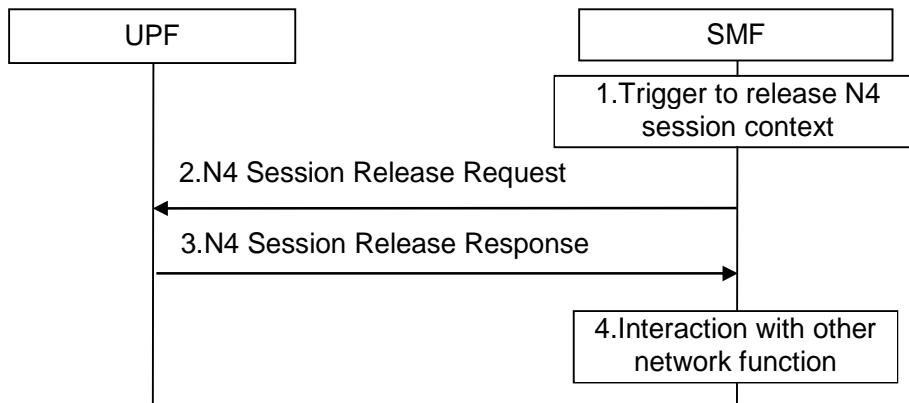 UPF
SMF
1.Trigger to release N4
session context
2.N4 Session Release Request
3.N4 Session Release Response
4.Interaction with other
network function